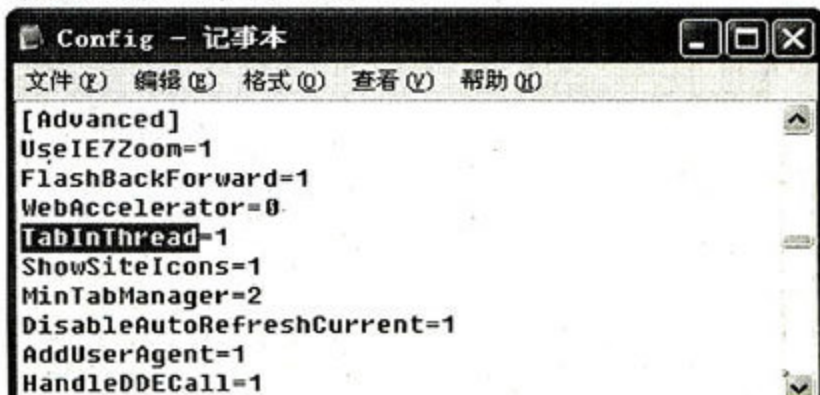 Config - 记事本
文件(F) 编辑(E) 格式(O) 查看(V) 帮助(H)
[Advanced]
UseIE7Zoom=1
FlashBackForward=1
WebAccelerator=0
TabInThread=1
ShowSiteIcons=1
MinTabManager=2
DisableAutoRefreshCurrent=1
AddUserAgent=1
HandleDDECall=1